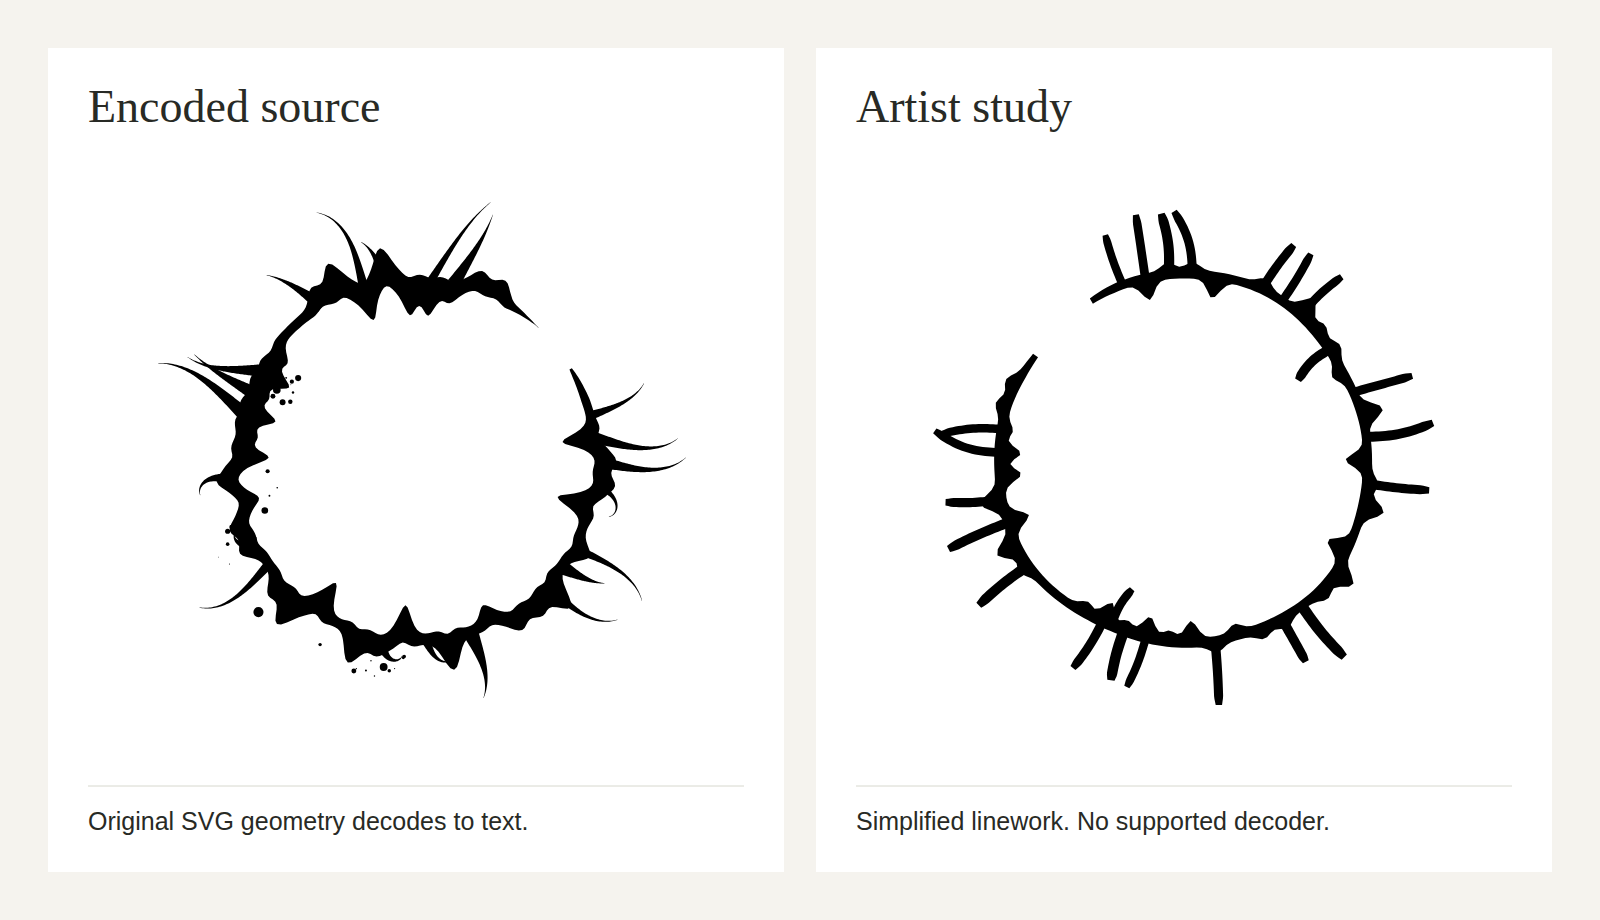 Encoded source
Artist study
Original SVG geometry decodes to text.
Simplified linework. No supported decoder.